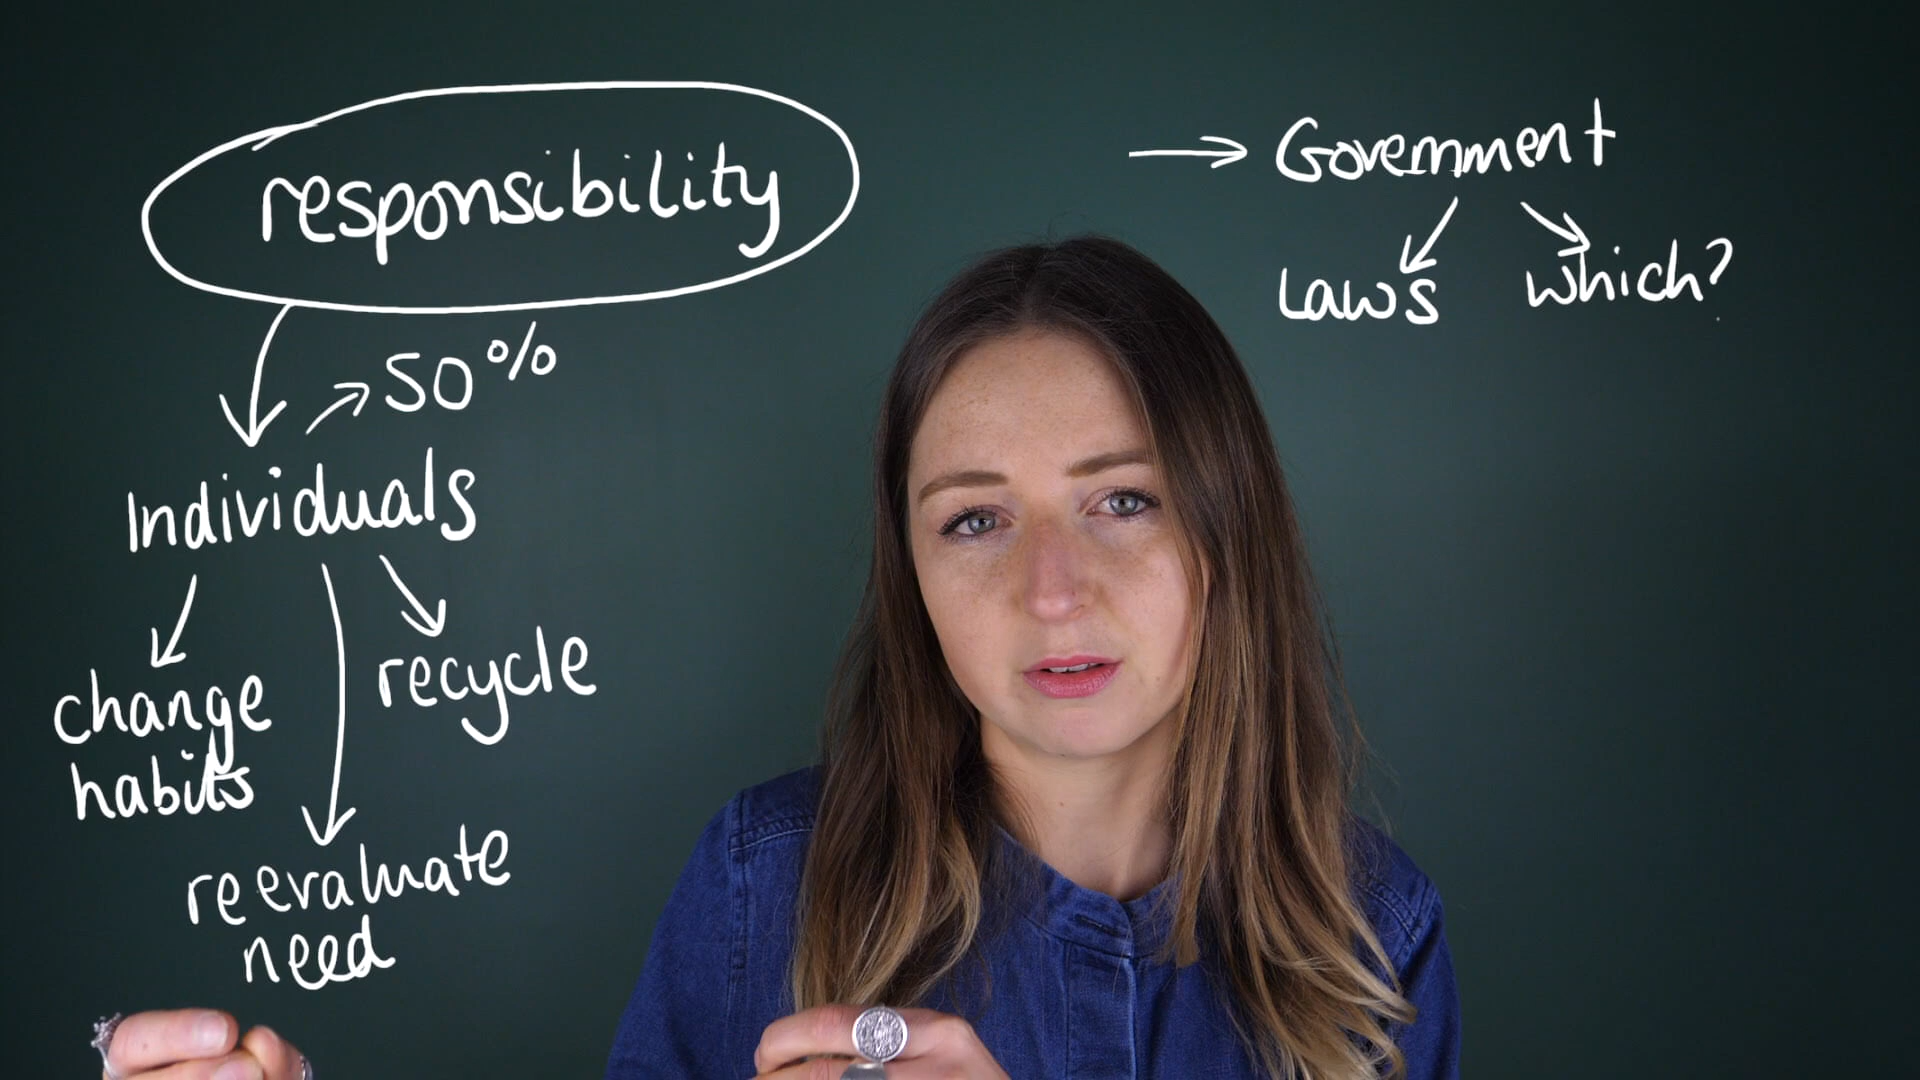 responsibility
50%
Individuals
change
habits
recycle
reevaluate
need
Government
Laws
which?